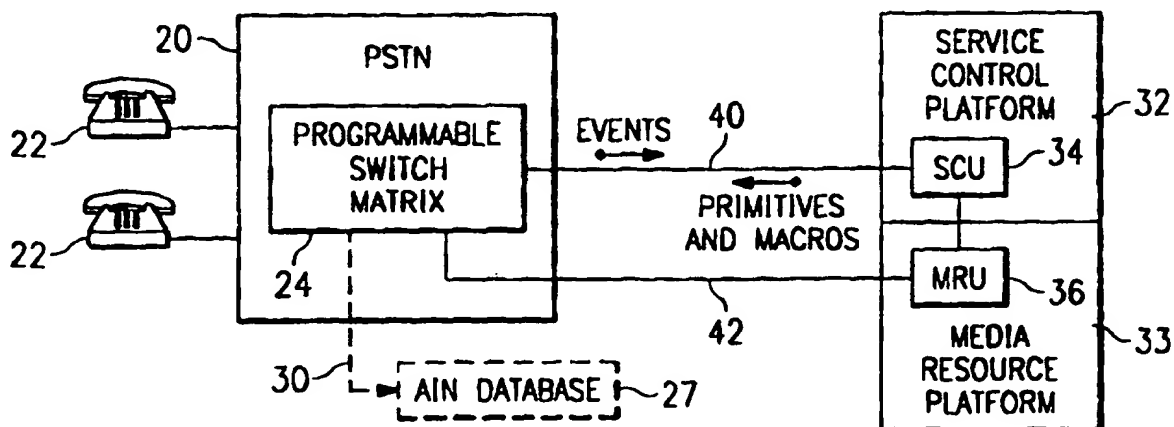 20
PSTN
22
22
PROGRAMMABLE
SWITCH
MATRIX
24
30
AIN DATABASE
27
EVENTS
40
PRIMITIVES
AND MACROS
42
SERVICE
CONTROL
PLATFORM
32
SCU
34
MRU
36
MEDIA
RESOURCE
PLATFORM
33